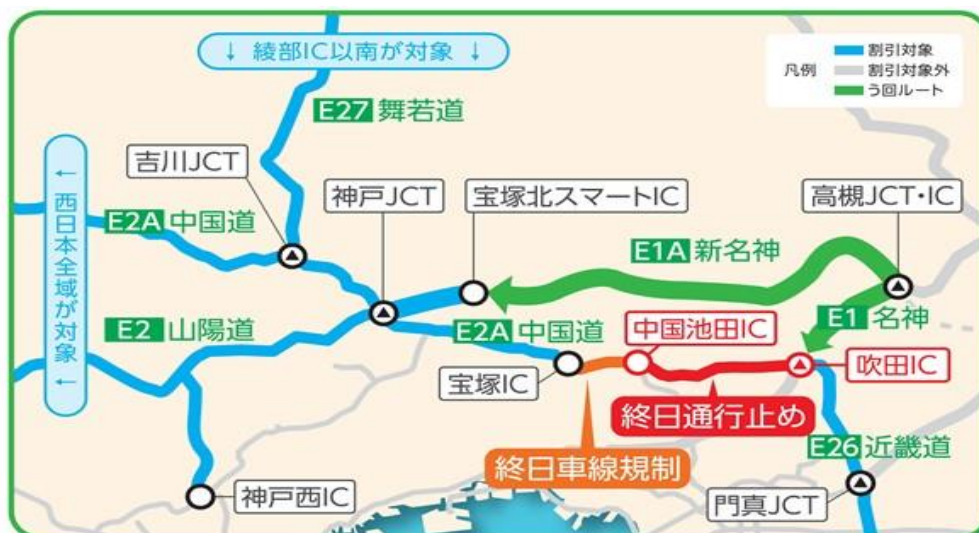 ↓ 綾部IC以南が対象 ↓
凡例
割引対象
割引対象外
う回ルート
E27 舞若道
吉川JCT
神戸JCT
宝塚北スマートIC
高槻JCT・IC
← 西日本全域が対象 ←
E2A 中国道
E1A 新名神
E2 山陽道
E2A 中国道
中国池田IC
E1 名神
宝塚IC
吹田IC
終日通行止め
終日車線規制
E26 近畿道
神戸西IC
門真JCT